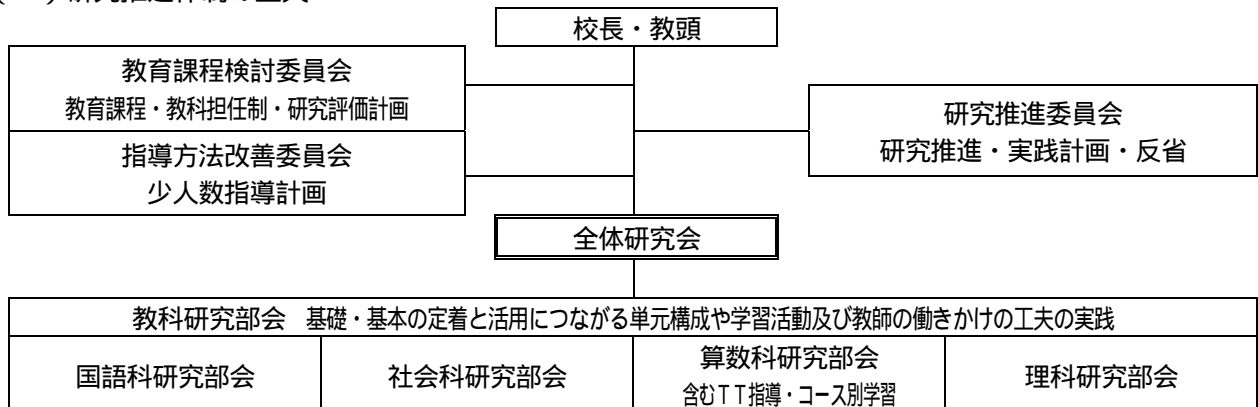 校長・教頭
教育課程検討委員会
教育課程・教科担任制・研究評価計画
指導方法改善委員会
少人数指導計画
研究推進委員会
研究推進・実践計画・反省
全体研究会
教科研究部会 基礎・基本の定着と活用につながる単元構成や学習活動及び教師の働きかけの工夫の実践
国語科研究部会
社会科研究部会
算数科研究部会
含むTT指導・コース別学習
理科研究部会